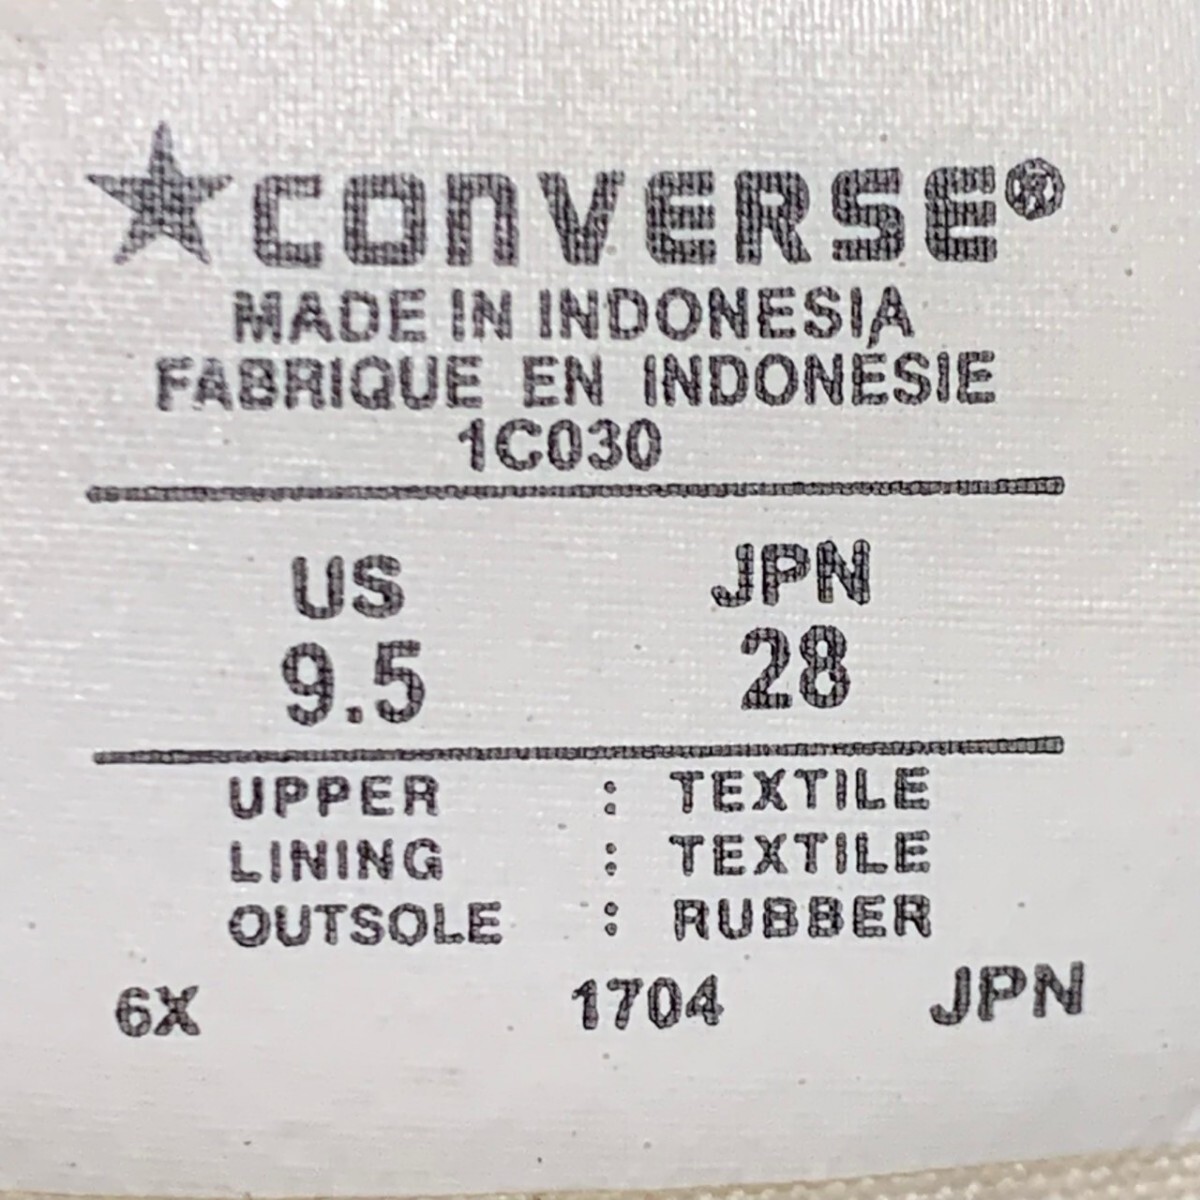 ★CONVERSE®
MADE IN INDONESIA
FABRIQUE EN INDONESIE
1C030
US JPN
9.5 28
UPPER : TEXTILE
LINING : TEXTILE
OUTSOLE : RUBBER
6X 1704 JPN